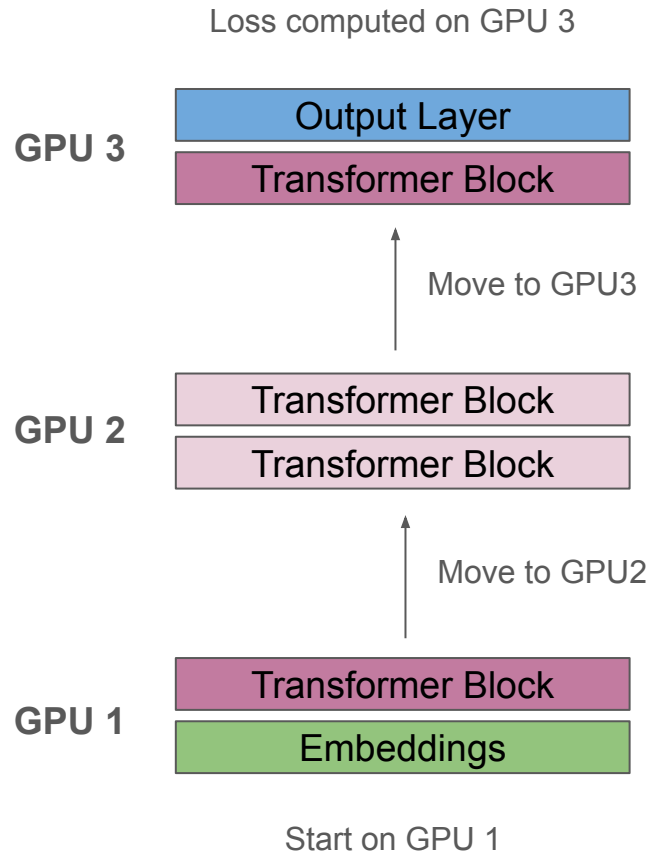 Loss computed on GPU 3
Output Layer
GPU 3
Transformer Block
Move to GPU3
Transformer Block
GPU 2
Transformer Block
Move to GPU2
Transformer Block
GPU 1
Embeddings
Start on GPU 1